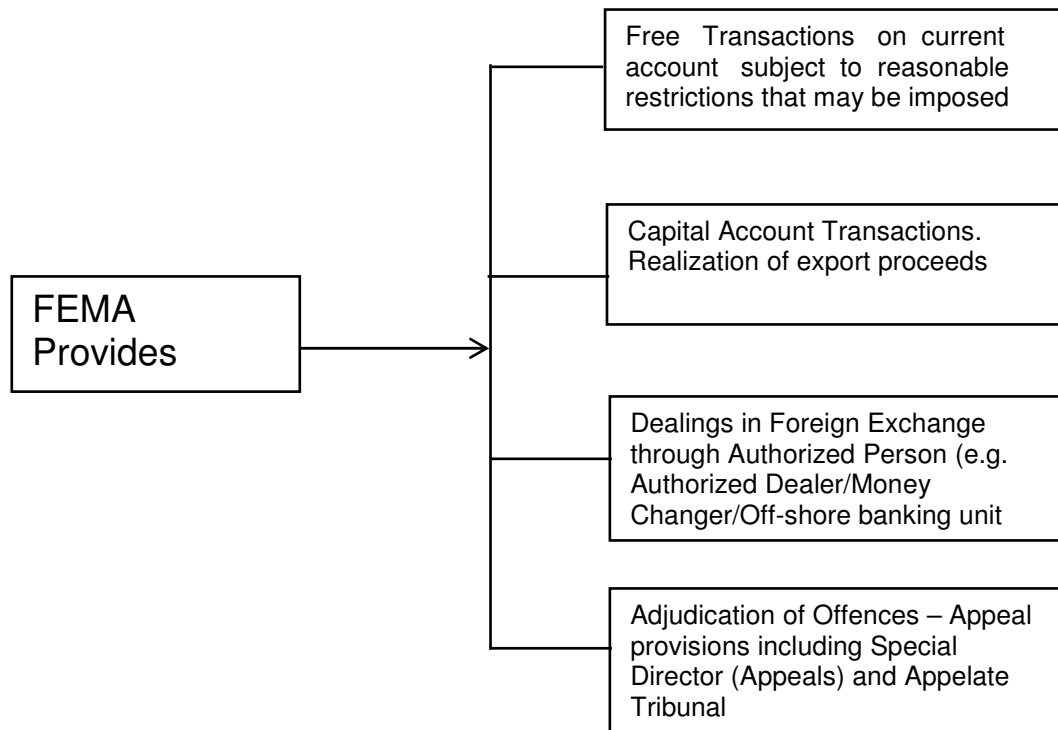 FEMA
Provides
Free Transactions on current
account subject to reasonable
restrictions that may be imposed
Capital Account Transactions.
Realization of export proceeds
Dealings in Foreign Exchange
through Authorized Person (e.g.
Authorized Dealer/Money
Changer/Off-shore banking unit
Adjudication of Offences – Appeal
provisions including Special
Director (Appeals) and Appelate
Tribunal